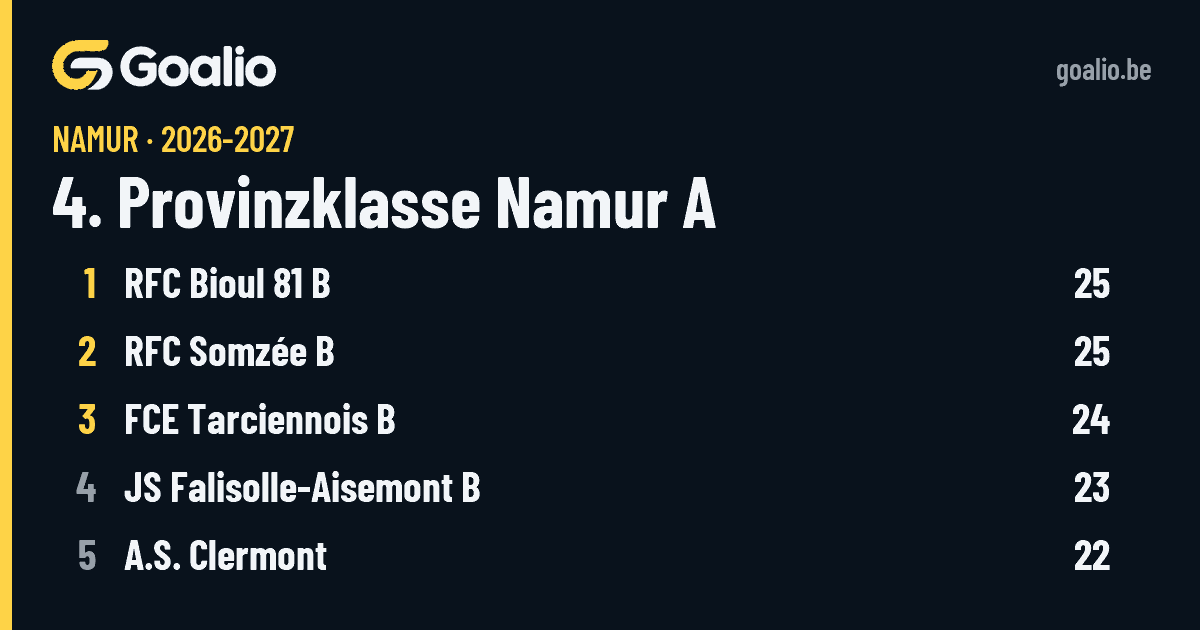 Goalio
goalio.be
NAMUR · 2026-2027
4. Provinzklasse Namur A
1 RFC Bioul 81 B 25
2 RFC Somzée B 25
3 FCE Tarciennois B 24
4 JS Falisolle-Aisemont B 23
5 A.S. Clermont 22